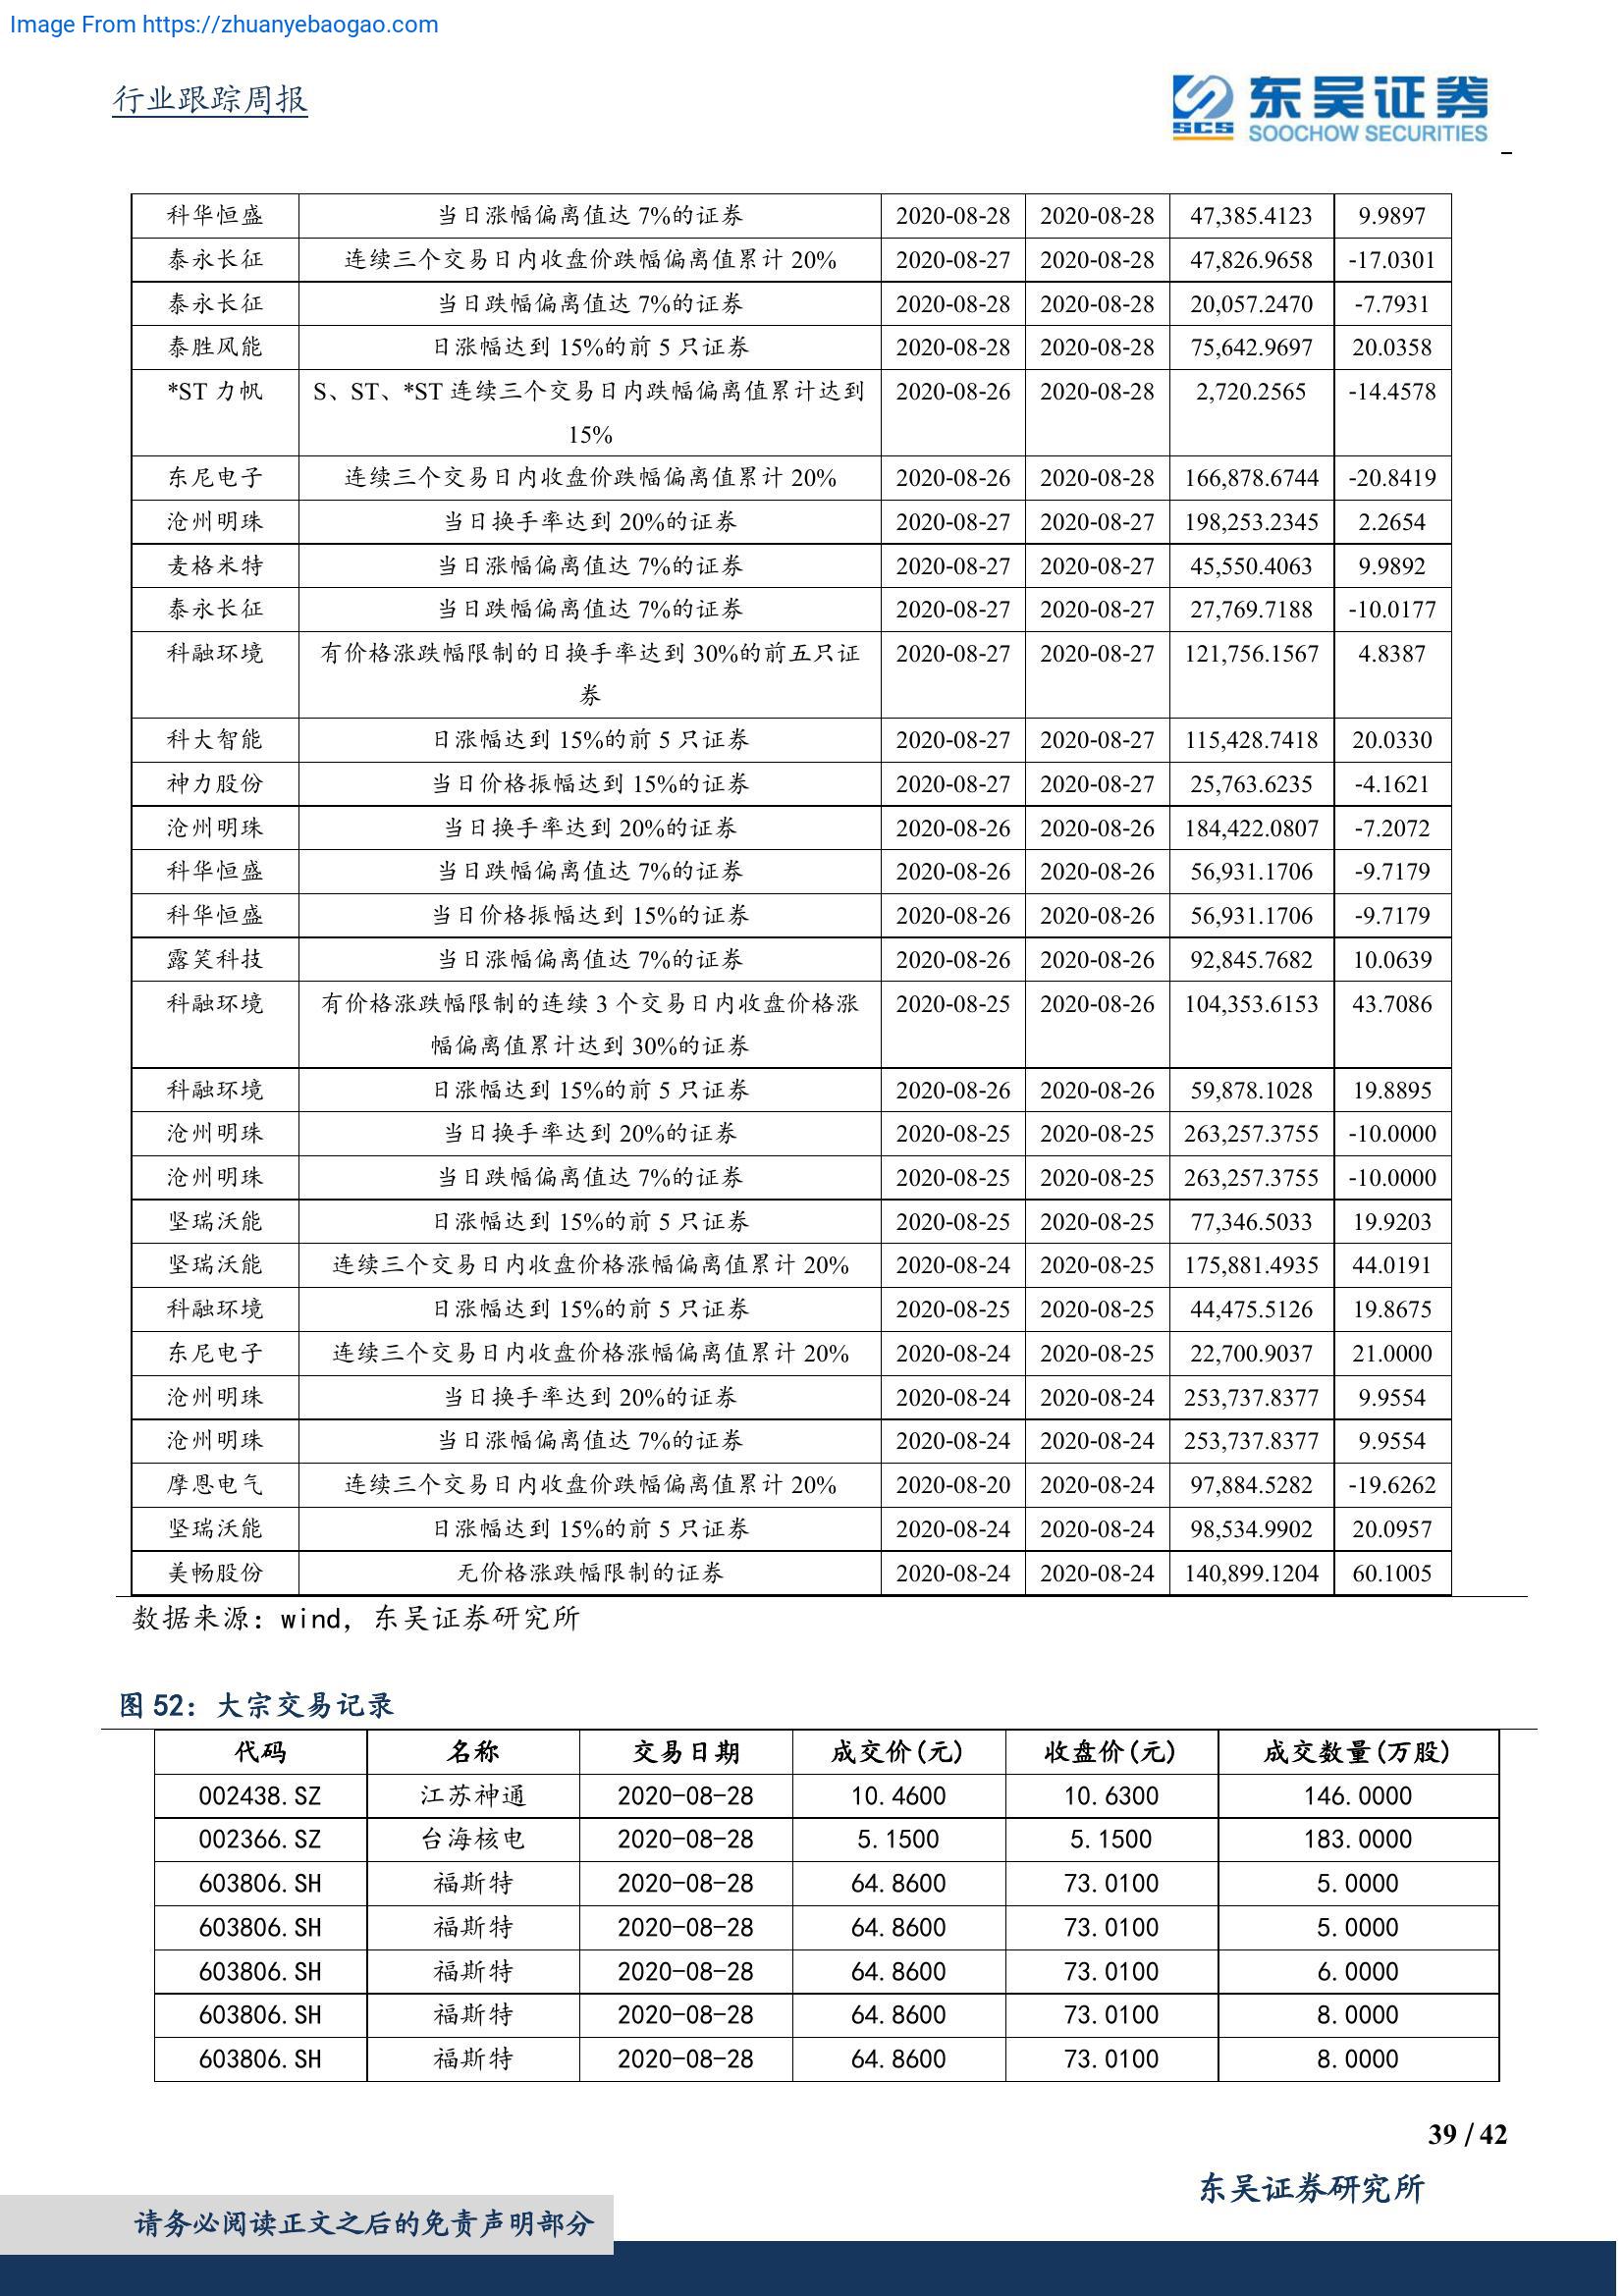 Image From https://zhuanyebaogao.com
行业跟踪周报
SCS 东吴证券
SOOCHOW SECURITIES
科华恒盛 当日涨幅偏离值达 7%的证券 2020-08-28 2020-08-28 47,385.4123 9.9897
泰永长征 连续三个交易日内收盘价跌幅偏离值累计 20% 2020-08-27 2020-08-28 47,826.9658 -17.0301
泰永长征 当日跌幅偏离值达 7%的证券 2020-08-28 2020-08-28 20,057.2470 -7.7931
泰胜风能 日涨幅达到 15%的前 5 只证券 2020-08-28 2020-08-28 75,642.9697 20.0358
*ST 力帆 S、ST、*ST 连续三个交易日内跌幅偏离值累计达到 2020-08-26 2020-08-28 2,720.2565 -14.4578
15%
东尼电子 连续三个交易日内收盘价跌幅偏离值累计 20% 2020-08-26 2020-08-28 166,878.6744 -20.8419
沧州明珠 当日换手率达到 20%的证券 2020-08-27 2020-08-27 198,253.2345 2.2654
麦格米特 当日涨幅偏离值达 7%的证券 2020-08-27 2020-08-27 45,550.4063 9.9892
泰永长征 当日跌幅偏离值达 7%的证券 2020-08-27 2020-08-27 27,769.7188 -10.0177
科融环境 有价格涨跌幅限制的日换手率达到 30%的前五只证 2020-08-27 2020-08-27 121,756.1567 4.8387
券
科大智能 日涨幅达到 15%的前 5 只证券 2020-08-27 2020-08-27 115,428.7418 20.0330
神力股份 当日价格振幅达到 15%的证券 2020-08-27 2020-08-27 25,763.6235 -4.1621
沧州明珠 当日换手率达到 20%的证券 2020-08-26 2020-08-26 184,422.0807 -7.2072
科华恒盛 当日跌幅偏离值达 7%的证券 2020-08-26 2020-08-26 56,931.1706 -9.7179
科华恒盛 当日价格振幅达到 15%的证券 2020-08-26 2020-08-26 56,931.1706 -9.7179
露笑科技 当日涨幅偏离值达 7%的证券 2020-08-26 2020-08-26 92,845.7682 10.0639
科融环境 有价格涨跌幅限制的连续 3 个交易日内收盘价格涨 2020-08-25 2020-08-26 104,353.6153 43.7086
幅偏离值累计达到 30%的证券
科融环境 日涨幅达到 15%的前 5 只证券 2020-08-26 2020-08-26 59,878.1028 19.8895
沧州明珠 当日换手率达到 20%的证券 2020-08-25 2020-08-25 263,257.3755 -10.0000
沧州明珠 当日跌幅偏离值达 7%的证券 2020-08-25 2020-08-25 263,257.3755 -10.0000
坚瑞沃能 日涨幅达到 15%的前 5 只证券 2020-08-25 2020-08-25 77,346.5033 19.9203
坚瑞沃能 连续三个交易日内收盘价格涨幅偏离值累计 20% 2020-08-24 2020-08-25 175,881.4935 44.0191
科融环境 日涨幅达到 15%的前 5 只证券 2020-08-25 2020-08-25 44,475.5126 19.8675
东尼电子 连续三个交易日内收盘价格涨幅偏离值累计 20% 2020-08-24 2020-08-25 22,700.9037 21.0000
沧州明珠 当日换手率达到 20%的证券 2020-08-24 2020-08-24 253,737.8377 9.9554
沧州明珠 当日涨幅偏离值达 7%的证券 2020-08-24 2020-08-24 253,737.8377 9.9554
摩恩电气 连续三个交易日内收盘价跌幅偏离值累计 20% 2020-08-20 2020-08-24 97,884.5282 -19.6262
坚瑞沃能 日涨幅达到 15%的前 5 只证券 2020-08-24 2020-08-24 98,534.9902 20.0957
美畅股份 无价格涨跌幅限制的证券 2020-08-24 2020-08-24 140,899.1204 60.1005
数据来源：wind，东吴证券研究所
图 52：大宗交易记录
代码 名称 交易日期 成交价(元) 收盘价(元) 成交数量(万股)
002438.SZ 江苏神通 2020-08-28 10.4600 10.6300 146.0000
002366.SZ 台海核电 2020-08-28 5.1500 5.1500 183.0000
603806.SH 福斯特 2020-08-28 64.8600 73.0100 5.0000
603806.SH 福斯特 2020-08-28 64.8600 73.0100 5.0000
603806.SH 福斯特 2020-08-28 64.8600 73.0100 6.0000
603806.SH 福斯特 2020-08-28 64.8600 73.0100 8.0000
603806.SH 福斯特 2020-08-28 64.8600 73.0100 8.0000
39 / 42
东吴证券研究所
请务必阅读正文之后的免责声明部分